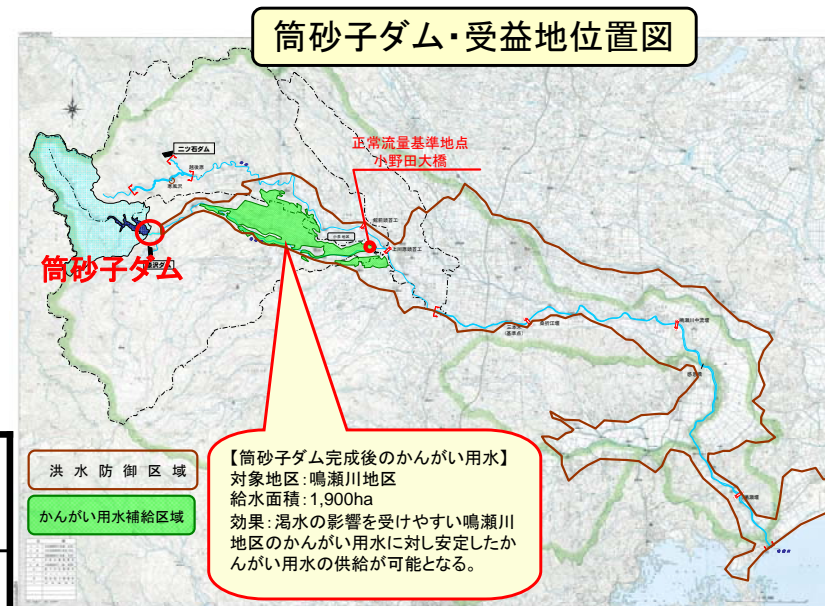 筒砂子ダム・受益地位置図
二ツ石ダム
正常流量基準地点
小野田大橋
筒砂子ダム
洪水防御区域
かんがい用水補給区域
【筒砂子ダム完成後のかんがい用水】
対象地区：鳴瀬川地区
給水面積：1,900ha
効果：渇水の影響を受けやすい鳴瀬川
地区のかんがい用水に対し安定したか
んがい用水の供給が可能となる。